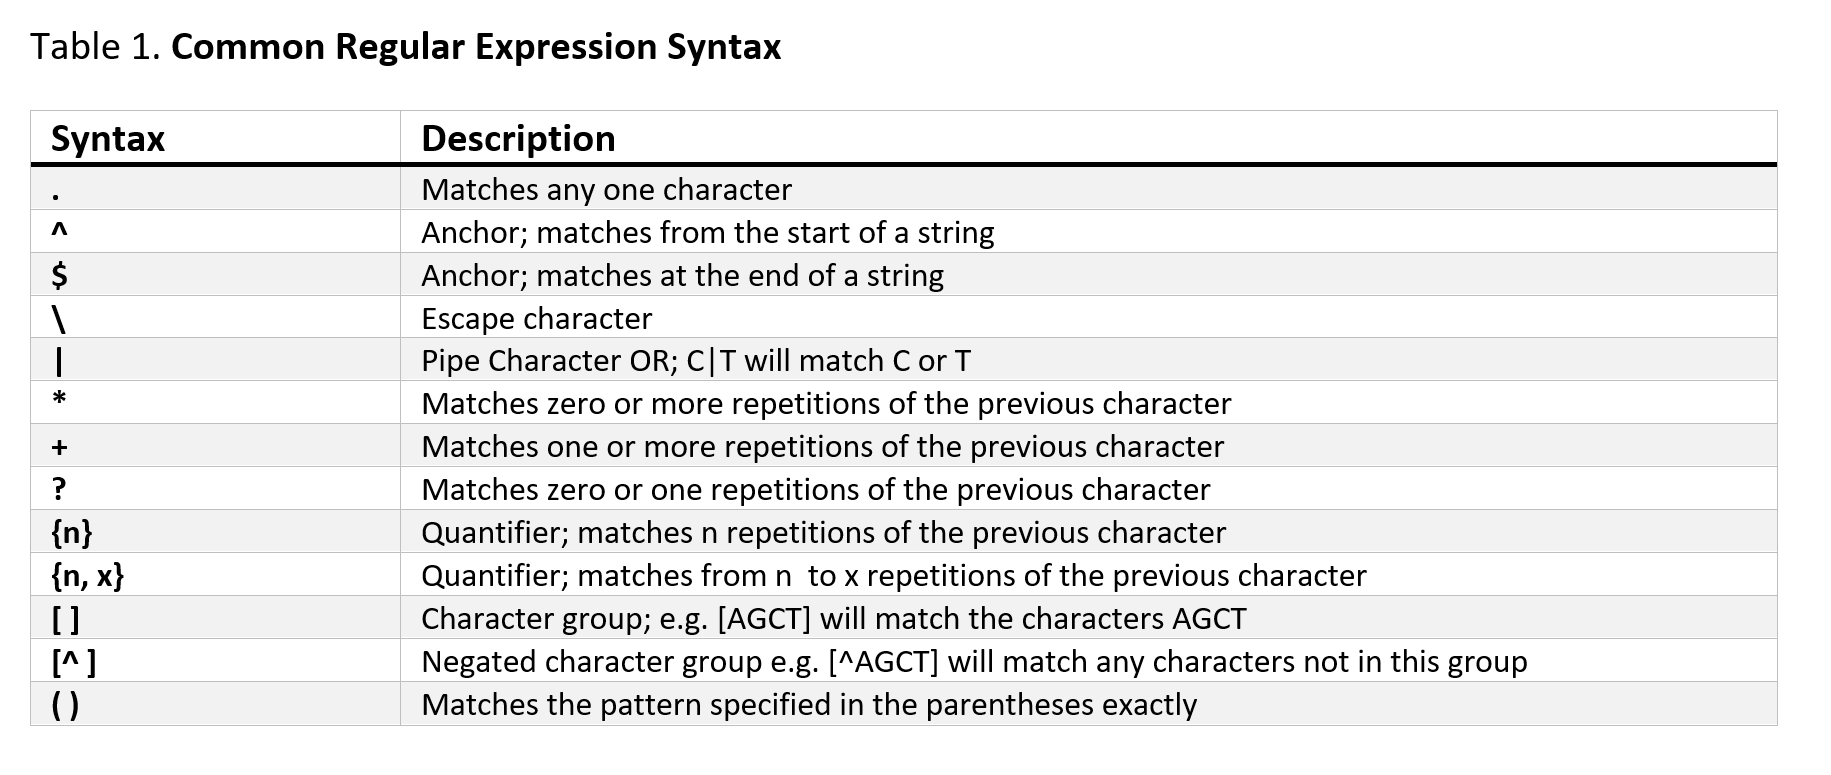 Table 1. Common Regular Expression Syntax
Syntax Description
. Matches any one character
^ Anchor; matches from the start of a string
$ Anchor; matches at the end of a string
\ Escape character
| Pipe Character OR; C|T will match C or T
* Matches zero or more repetitions of the previous character
+ Matches one or more repetitions of the previous character
? Matches zero or one repetitions of the previous character
{n} Quantifier; matches n repetitions of the previous character
{n, x} Quantifier; matches from n  to x repetitions of the previous character
[ ] Character group; e.g. [AGCT] will match the characters AGCT
[^ ] Negated character group e.g. [^AGCT] will match any characters not in this group
( ) Matches the pattern specified in the parentheses exactly